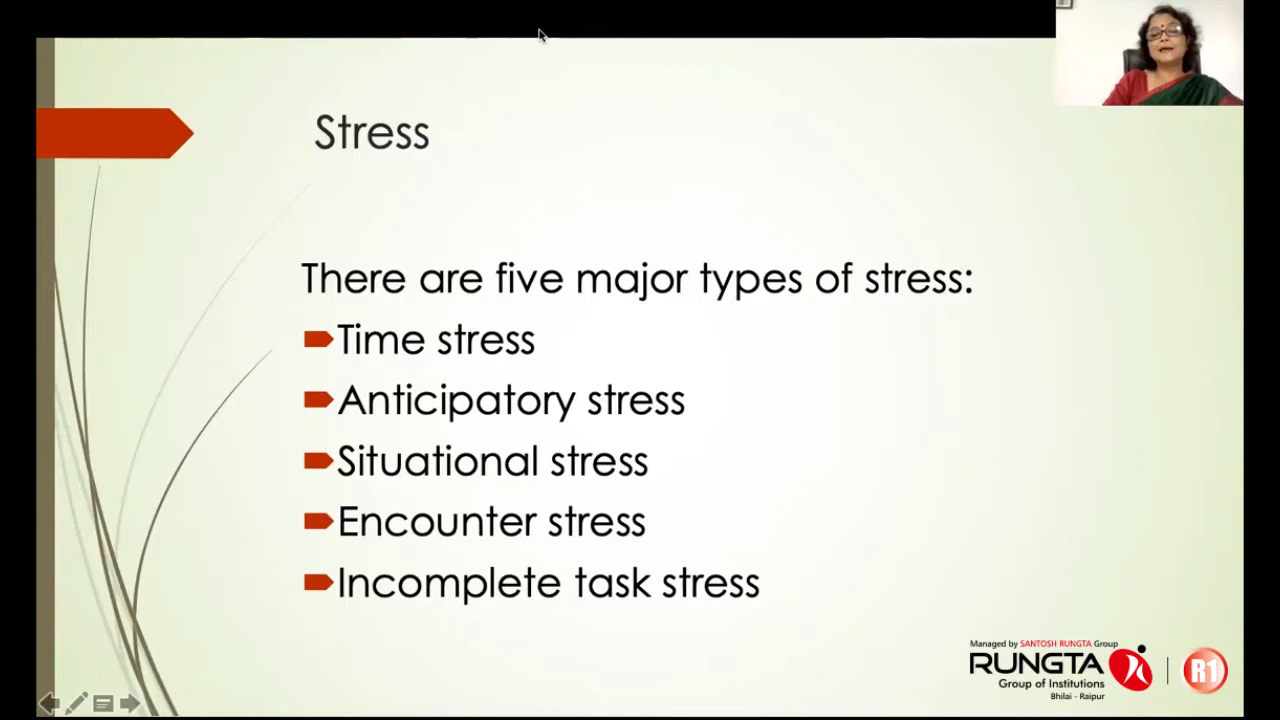 Stress
There are five major types of stress:
Time stress
Anticipatory stress
Situational stress
Encounter stress
Incomplete task stress
Managed by SANTOSH RUNGTA Group
RUNGTA
Group of Institutions
Bhilai - Raipur
R1